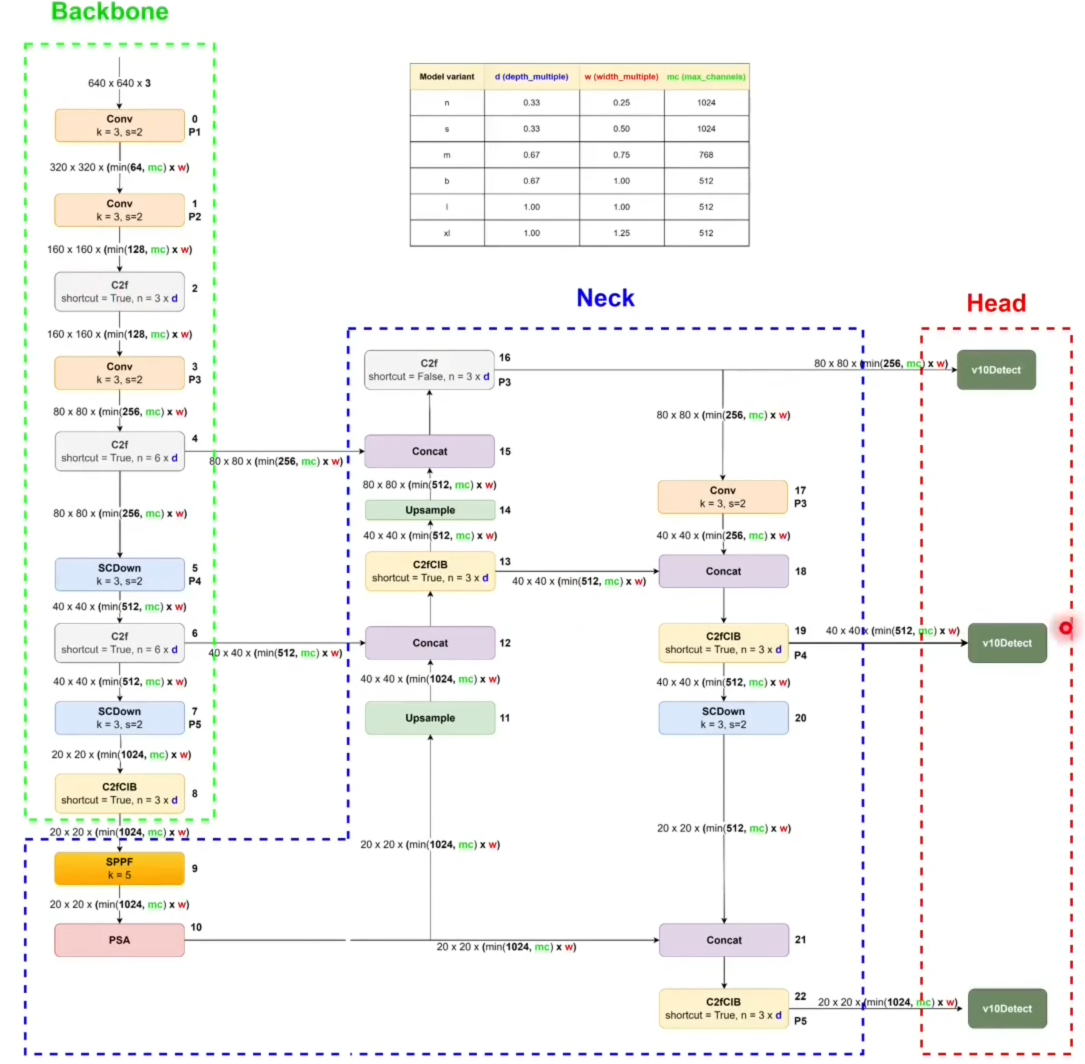 Backbone
640 x 640 x 3
Conv
k = 3, s=2
0
P1
320 x 320 x (min(64, mc) x w)
Conv
k = 3, s=2
1
P2
160 x 160 x (min(128, mc) x w)
C2f
shortcut = True, n = 3 x d
2
160 x 160 x (min(128, mc) x w)
Conv
k = 3, s=2
3
P3
80 x 80 x (min(256, mc) x w)
C2f
shortcut = True, n = 6 x d
4
80 x 80 x (min(256, mc) x w)
80 x 80 x (min(256, mc) x w)
SCDown
k = 3, s=2
5
P4
40 x 40 x (min(512, mc) x w)
C2f
shortcut = True, n = 6 x d
6
40 x 40 x (min(512, mc) x w)
40 x 40 x (min(512, mc) x w)
SCDown
k = 3, s=2
7
P5
20 x 20 x (min(1024, mc) x w)
C2fCIB
shortcut = True, n = 3 x d
8
20 x 20 x (min(1024, mc) x w)
SPPF
k = 5
9
20 x 20 x (min(1024, mc) x w)
PSA
10
Model variant d (depth_multiple) w (width_multiple) mc (max_channels)
n 0.33 0.25 1024
s 0.33 0.50 1024
m 0.67 0.75 768
b 0.67 1.00 512
l 1.00 1.00 512
xl 1.00 1.25 512
Neck
C2f
shortcut = False, n = 3 x d
16
P3
Concat
15
80 x 80 x (min(512, mc) x w)
Upsample
14
40 x 40 x (min(512, mc) x w)
C2fCIB
shortcut = True, n = 3 x d
13
40 x 40 x (min(512, mc) x w)
Concat
12
40 x 40 x (min(1024, mc) x w)
Upsample
11
20 x 20 x (min(1024, mc) x w)
20 x 20 x (min(1024, mc) x w)
80 x 80 x (min(256, mc) x w)
80 x 80 x (min(256, mc) x w)
Conv
k = 3, s=2
17
P3
40 x 40 x (min(256, mc) x w)
Concat
18
C2fCIB
shortcut = True, n = 3 x d
19
P4
40 x 40 x (min(512, mc) x w)
40 x 40 x (min(512, mc) x w)
SCDown
k = 3, s=2
20
20 x 20 x (min(512, mc) x w)
Concat
21
C2fCIB
shortcut = True, n = 3 x d
22
P5
20 x 20 x (min(1024, mc) x w)
Head
v10Detect
v10Detect
v10Detect